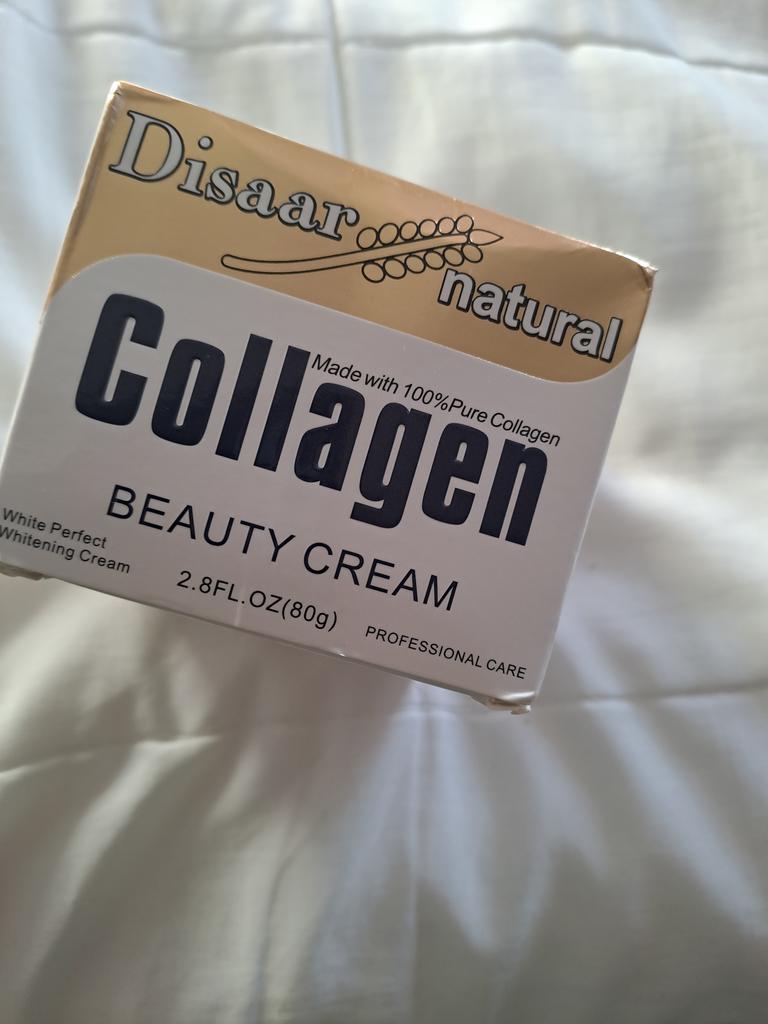 Disaar
natural
Made with 100%Pure Collagen
Collagen
BEAUTY CREAM
White Perfect
Whitening Cream
2.8FL.OZ(80g)
PROFESSIONAL CARE